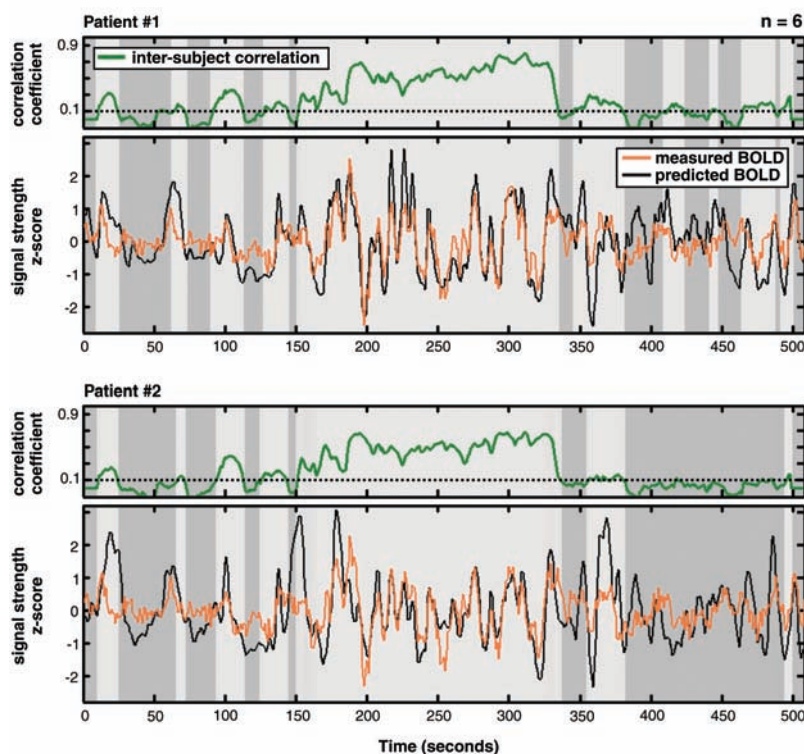 Patient #1 n = 6
0.9
inter-subject correlation
correlation coefficient
0.1
measured BOLD
predicted BOLD
2
1
0
-1
-2
signal strength z-score
0 50 100 150 200 250 300 350 400 450 500
Patient #2
0.9
correlation coefficient
0.1
2
1
0
-1
-2
signal strength z-score
0 50 100 150 200 250 300 350 400 450 500
Time (seconds)